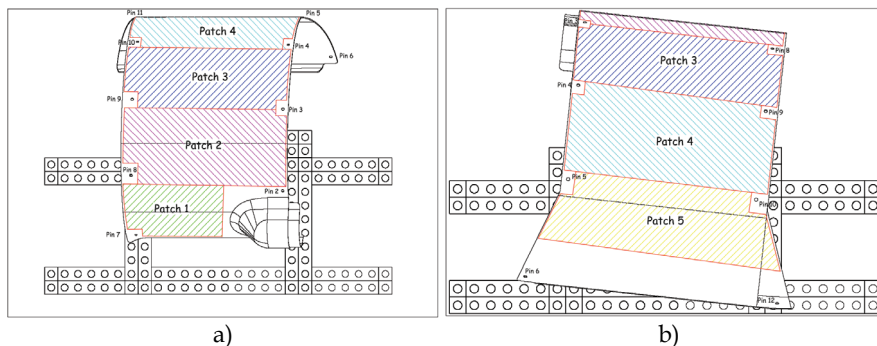 Pin 11
Pin 5
Patch 4
Pin 10
Pin 4
Pin 6
Patch 3
Pin 9
Pin 3
Patch 2
Pin 8
Pin 2
Patch 1
Pin 7
a)
Pin 8
Patch 3
Pin 4
Pin 9
Patch 4
Pin 5
Pin 10
Patch 5
Pin 6
Pin 12
b)